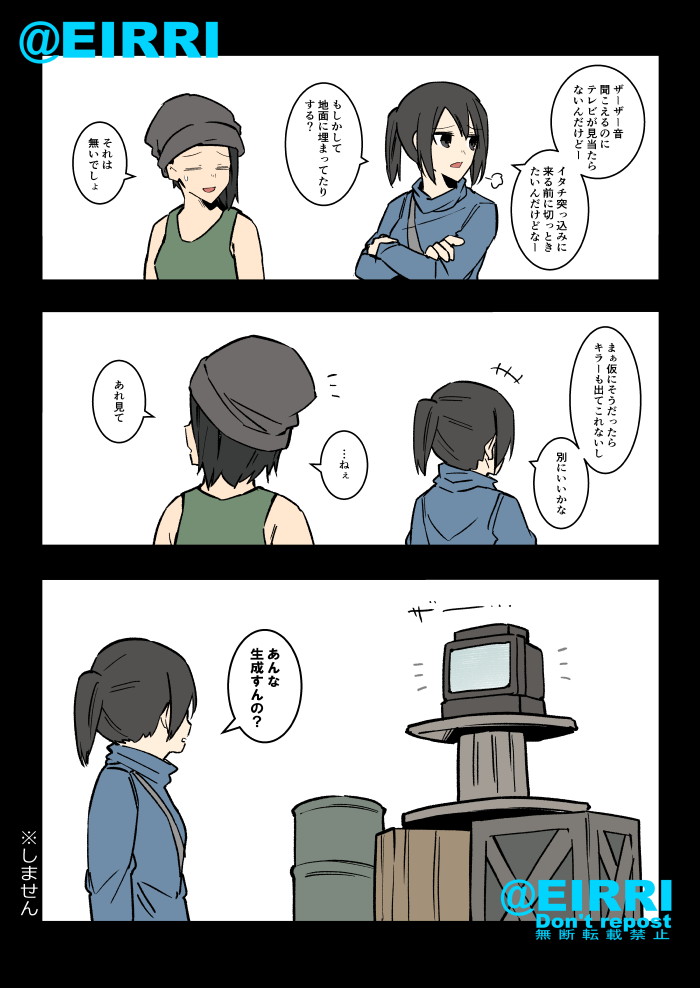 @EIRRI
ザーザー音
聞こえるのに
テレビが見当たら
ないんだけどー
イタチ突っ込みに
来る前に切っとき
たいんだけどなー
もしかして
地面に埋まってたり
する？
それは
無いでしょ
まぁ仮にそうだったら
キラーも出てこれないし
別にいいかな
…ねぇ
あれ見て
ザー…
あんな
生成すんの？
※しません
@EIRRI
Don't repost
無断転載禁止